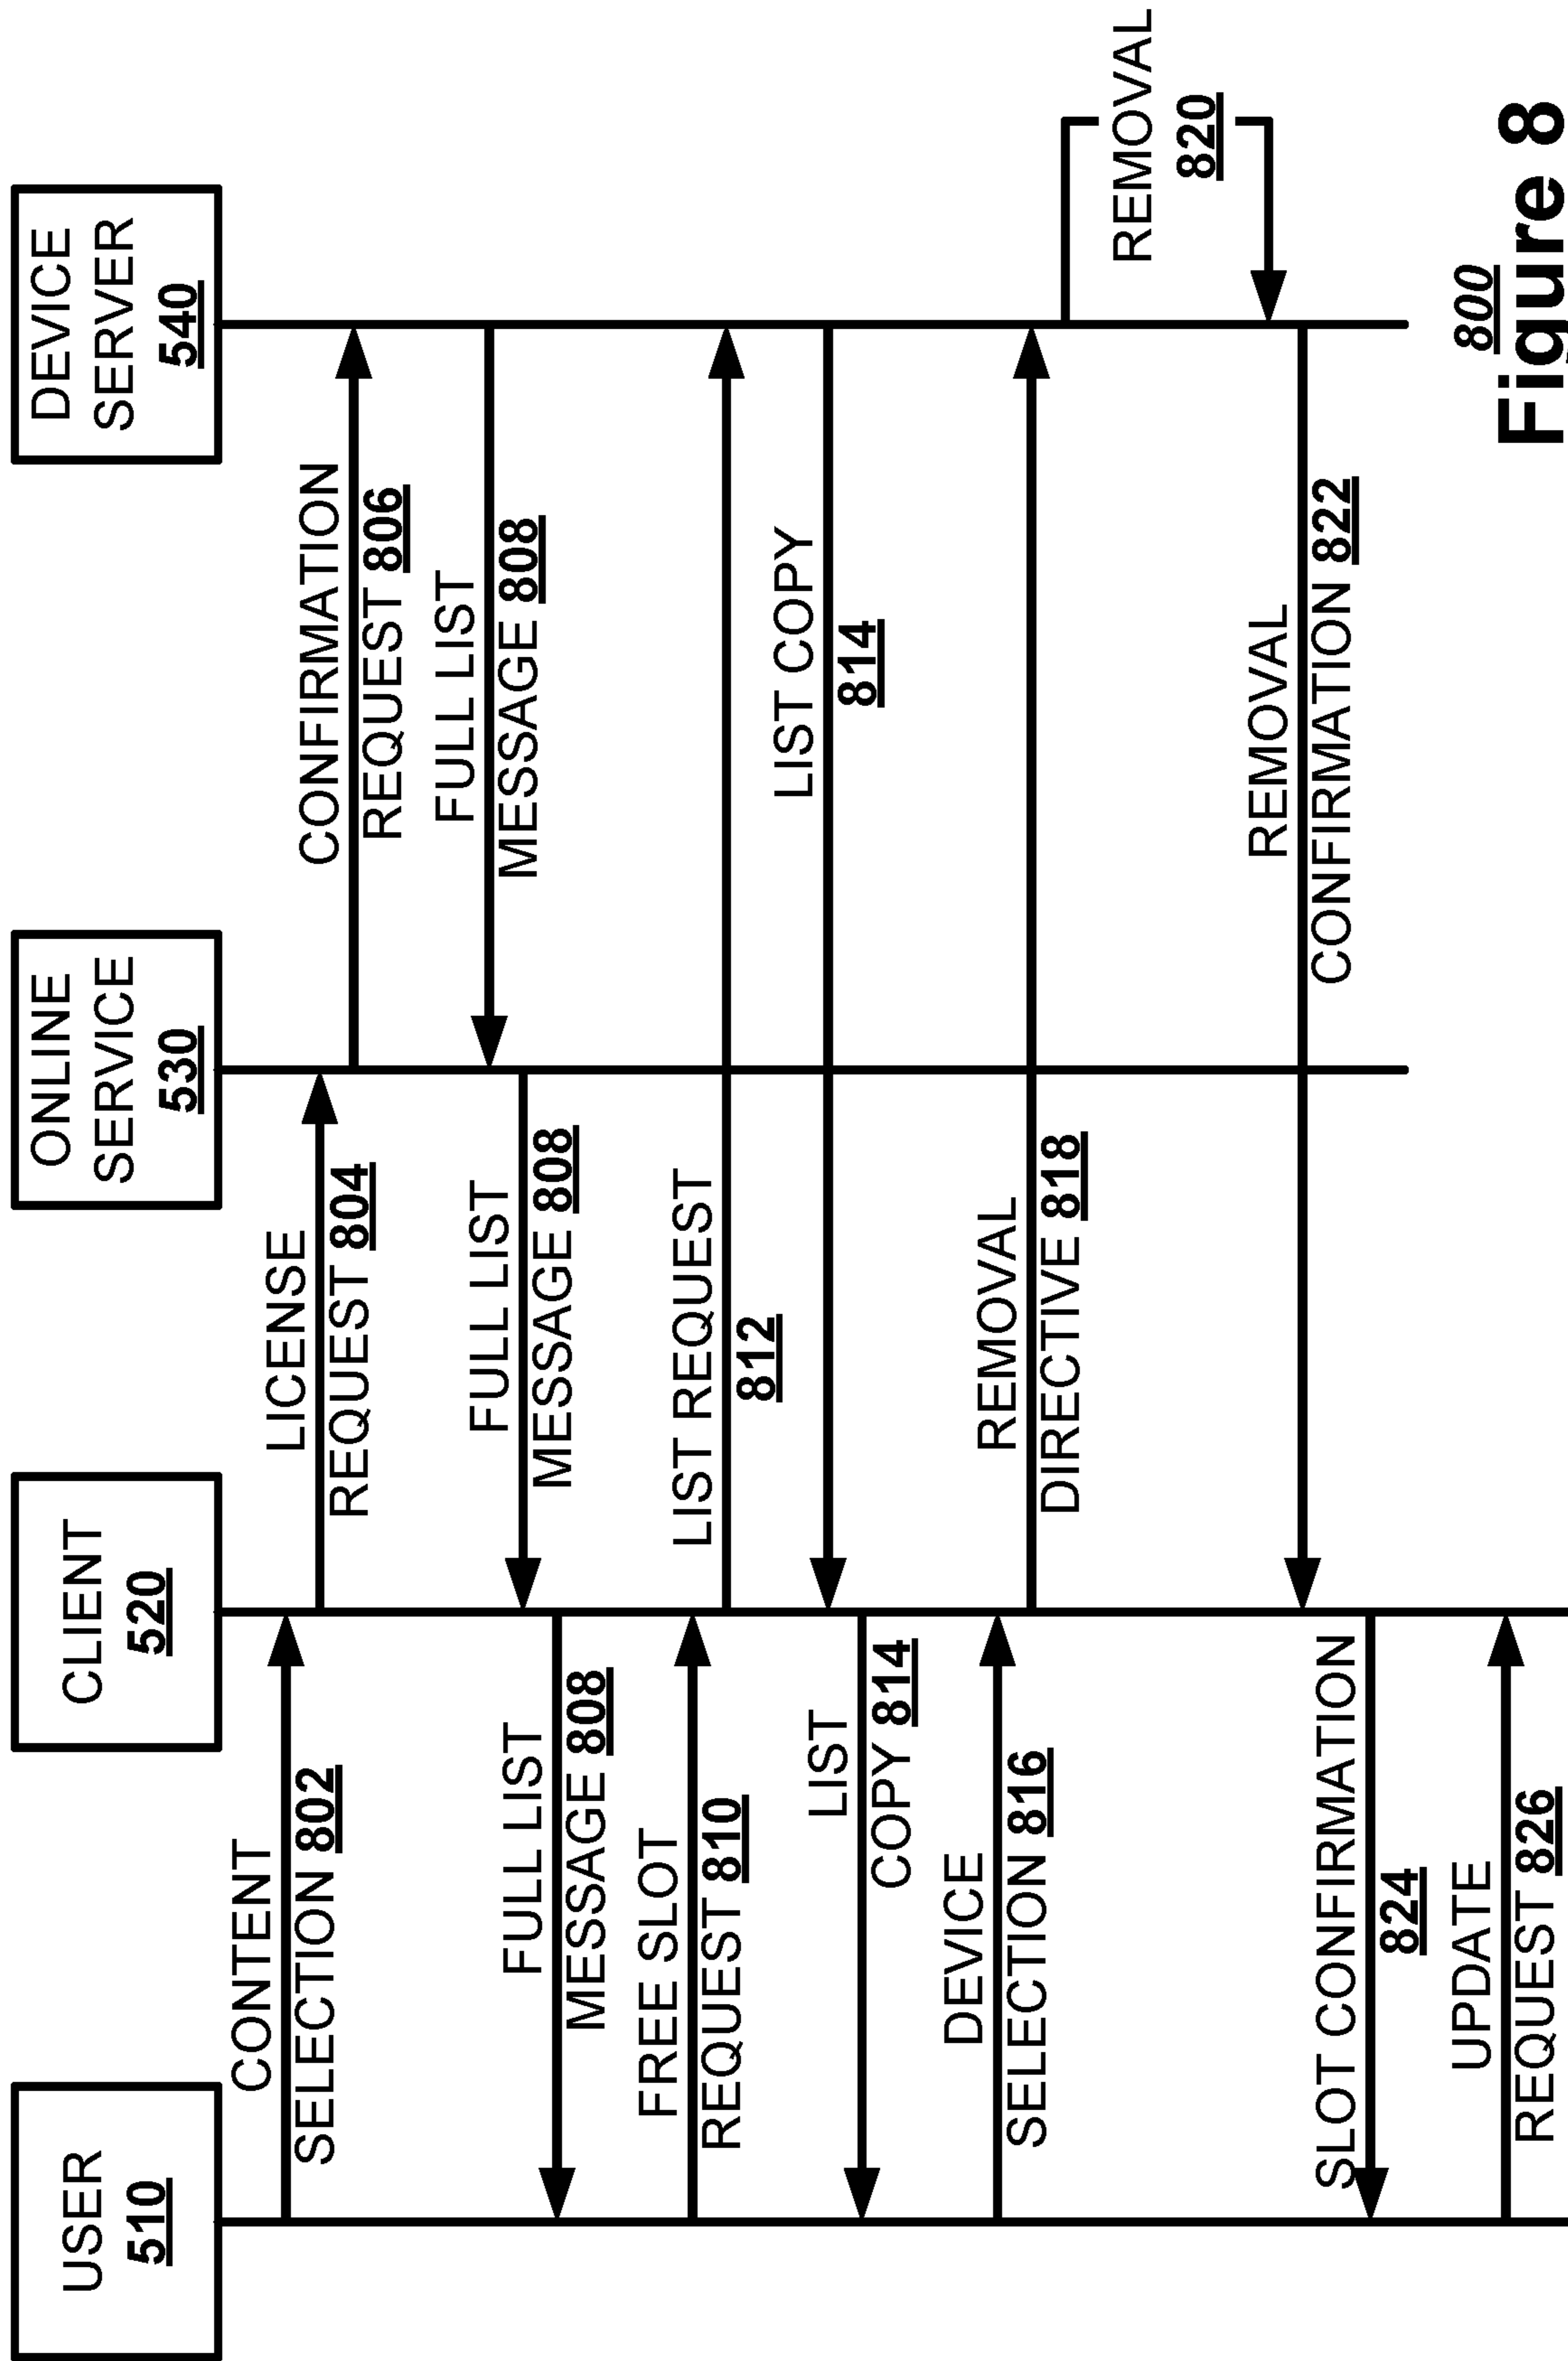 USER
510
CLIENT
520
ONLINE
SERVICE
530
DEVICE
SERVER
540
CONTENT
SELECTION 802
LICENSE
REQUEST 804
CONFIRMATION
REQUEST 806
FULL LIST
MESSAGE 808
FULL LIST
MESSAGE 808
FULL LIST
MESSAGE 808
FREE SLOT
REQUEST 810
LIST REQUEST
812
LIST COPY
814
LIST
COPY 814
DEVICE
SELECTION 816
REMOVAL
DIRECTIVE 818
REMOVAL
820
REMOVAL
CONFIRMATION 822
SLOT CONFIRMATION
824
UPDATE
REQUEST 826
800
Figure 8